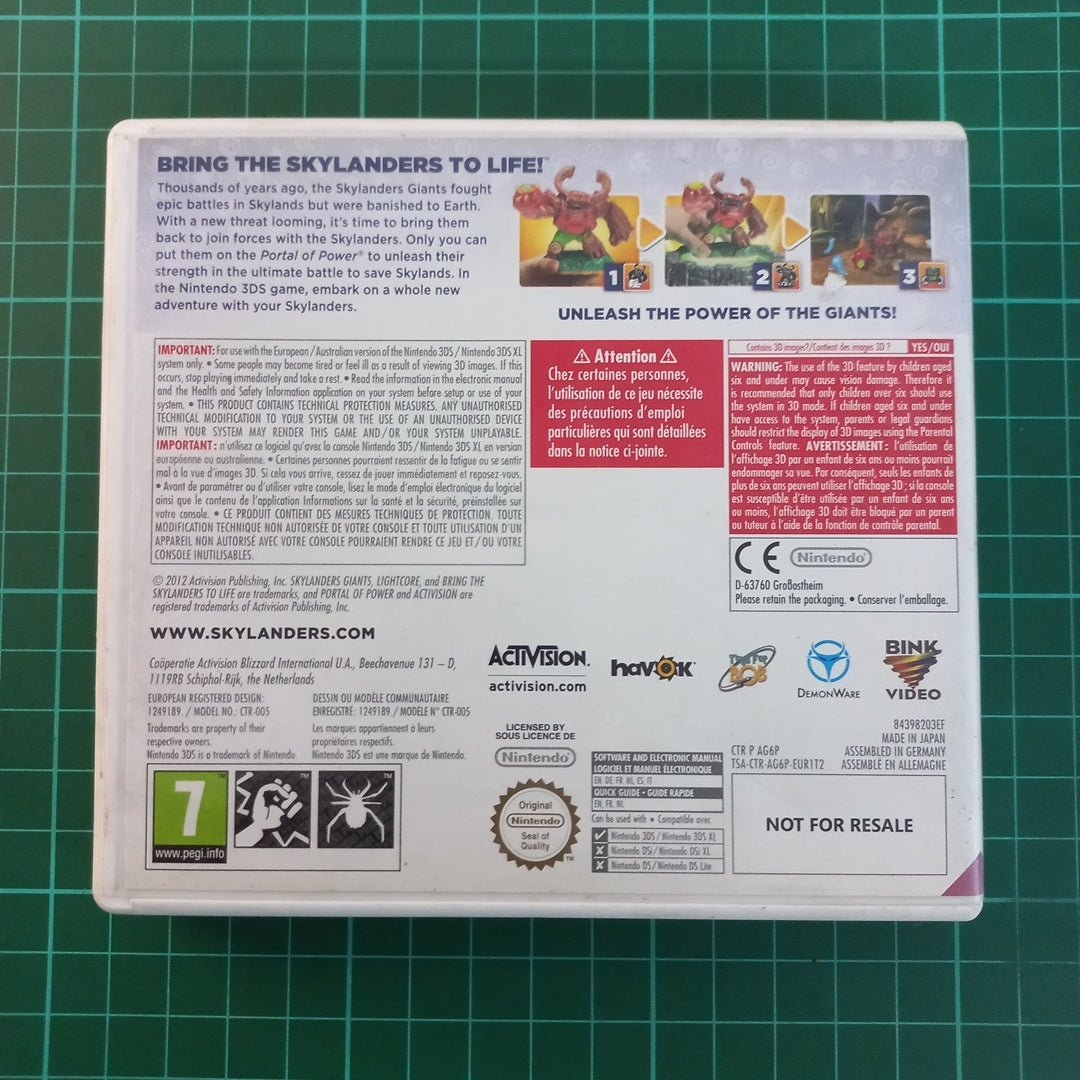 BRING THE SKYLANDERS TO LIFE!™
Thousands of years ago, the Skylanders Giants fought
epic battles in Skylands but were banished to Earth.
With a new threat looming, it's time to bring them
back to join forces with the Skylanders. Only you can
put them on the Portal of Power® to unleash their
strength in the ultimate battle to save Skylands. In
the Nintendo 3DS game, embark on a whole new
adventure with your Skylanders.
1
2
3
UNLEASH THE POWER OF THE GIANTS!
IMPORTANT: For use with the European / Australian version of the Nintendo 3DS / Nintendo 3DS XL
system only. • Some people may become tired or feel ill as a result of viewing 3D images. If this
occurs, stop playing immediately and take a rest. • Read the information in the electronic manual
and the Health and Safety Information application on your system before setup or use of your
system. • THIS PRODUCT CONTAINS TECHNICAL PROTECTION MEASURES. ANY UNAUTHORISED
TECHNICAL MODIFICATION TO YOUR SYSTEM OR THE USE OF AN UNAUTHORISED DEVICE
WITH YOUR SYSTEM MAY RENDER THIS GAME AND/OR YOUR SYSTEM UNPLAYABLE.
IMPORTANT : n'utilisez ce logiciel qu'avec la console Nintendo 3DS / Nintendo 3DS XL en version
européenne ou australienne. • Certaines personnes pourraient ressentir de la fatigue ou se sentir
mal à la vue d'images 3D. Si cela vous arrive, cessez de jouer immédiatement et reposez-vous.
• Avant de paramétrer ou d'utiliser votre console, lisez le mode d'emploi électronique du logiciel
ainsi que le contenu de l'application Informations sur la santé et la sécurité, préinstallée sur
votre console. • CE PRODUIT CONTIENT DES MESURES TECHNIQUES DE PROTECTION. TOUTE
MODIFICATION TECHNIQUE NON AUTORISÉE DE VOTRE CONSOLE ET TOUTE UTILISATION D'UN
APPAREIL NON AUTORISÉ AVEC VOTRE CONSOLE POURRAIENT RENDRE CE JEU ET / OU VOTRE
CONSOLE INUTILISABLES.
Attention
Chez certaines personnes,
l'utilisation de ce jeu nécessite
des précautions d'emploi
particulières qui sont détaillées
dans la notice ci-jointe.
Contains 3D images?/Contient des images 3D ? YES/OUI
WARNING: The use of the 3D feature by children aged
six and under may cause vision damage. Therefore it
is recommended that only children over six should use
the system in 3D mode. If children aged six and under
have access to the system, parents or legal guardians
should restrict the display of 3D images using the Parental
Controls feature. AVERTISSEMENT : l'utilisation de
l'affichage 3D par un enfant de six ans ou moins pourrait
endommager sa vue. Par conséquent, seuls les enfants de
plus de six ans peuvent utiliser l'affichage 3D ; si la console
est susceptible d'être utilisée par un enfant de six ans
ou moins, l'affichage 3D doit être bloqué par un parent
ou tuteur à l'aide de la fonction de contrôle parental.
CE Nintendo®
D-63760 Großostheim
Please retain the packaging. • Conserver l'emballage.
© 2012 Activision Publishing, Inc. SKYLANDERS GIANTS, LIGHTCORE, and BRING THE
SKYLANDERS TO LIFE are trademarks, and PORTAL OF POWER and ACTIVISION are
registered trademarks of Activision Publishing, Inc.
WWW.SKYLANDERS.COM
Coöperatie Activision Blizzard International U.A., Beechavenue 131 – D,
1119RB Schiphol-Rijk, the Netherlands
EUROPEAN REGISTERED DESIGN:
1249189. / MODEL NO.: CTR-005
Trademarks are property of their
respective owners.
Nintendo 3DS is a trademark of Nintendo.
DESSIN OU MODÈLE COMMUNAUTAIRE
ENREGISTRÉ : 1249189. / MODÈLE N° CTR-005
Les marques appartiennent à leurs
propriétaires respectifs.
Nintendo 3DS est une marque de Nintendo.
ACTIVISION.
activision.com
havok™
TOYS FOR
BOB
DEMONWARE
BINK
VIDEO
LICENSED BY
SOUS LICENCE DE
Nintendo®
Original
Nintendo
Seal of
Quality
™
SOFTWARE AND ELECTRONIC MANUAL
LOGICIEL ET MANUEL ÉLECTRONIQUE
EN, DE, FR, NL, ES, IT
QUICK GUIDE • GUIDE RAPIDE
EN, FR, NL
Can be used with • Compatible avec
✓ Nintendo 3DS / Nintendo 3DS XL
✗ Nintendo DSi / Nintendo DSi XL
✗ Nintendo DS / Nintendo DS Lite
84398203EF
MADE IN JAPAN
ASSEMBLED IN GERMANY
ASSEMBLÉ EN ALLEMAGNE
CTR P AG6P
TSA-CTR-AG6P-EUR1T2
NOT FOR RESALE
7
www.pegi.info